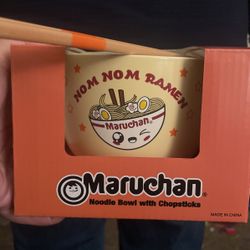 NOM NOM RAMEN
Maruchan.
Maruchan®
Noodle Bowl with Chopsticks
MADE IN CHINA